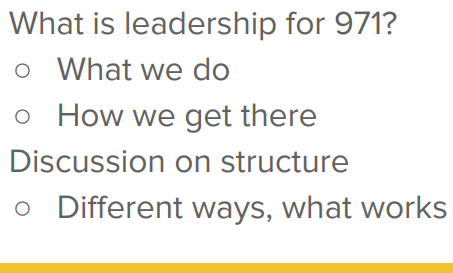 What is leadership for 971?
○ What we do
○ How we get there
Discussion on structure
○ Different ways, what works